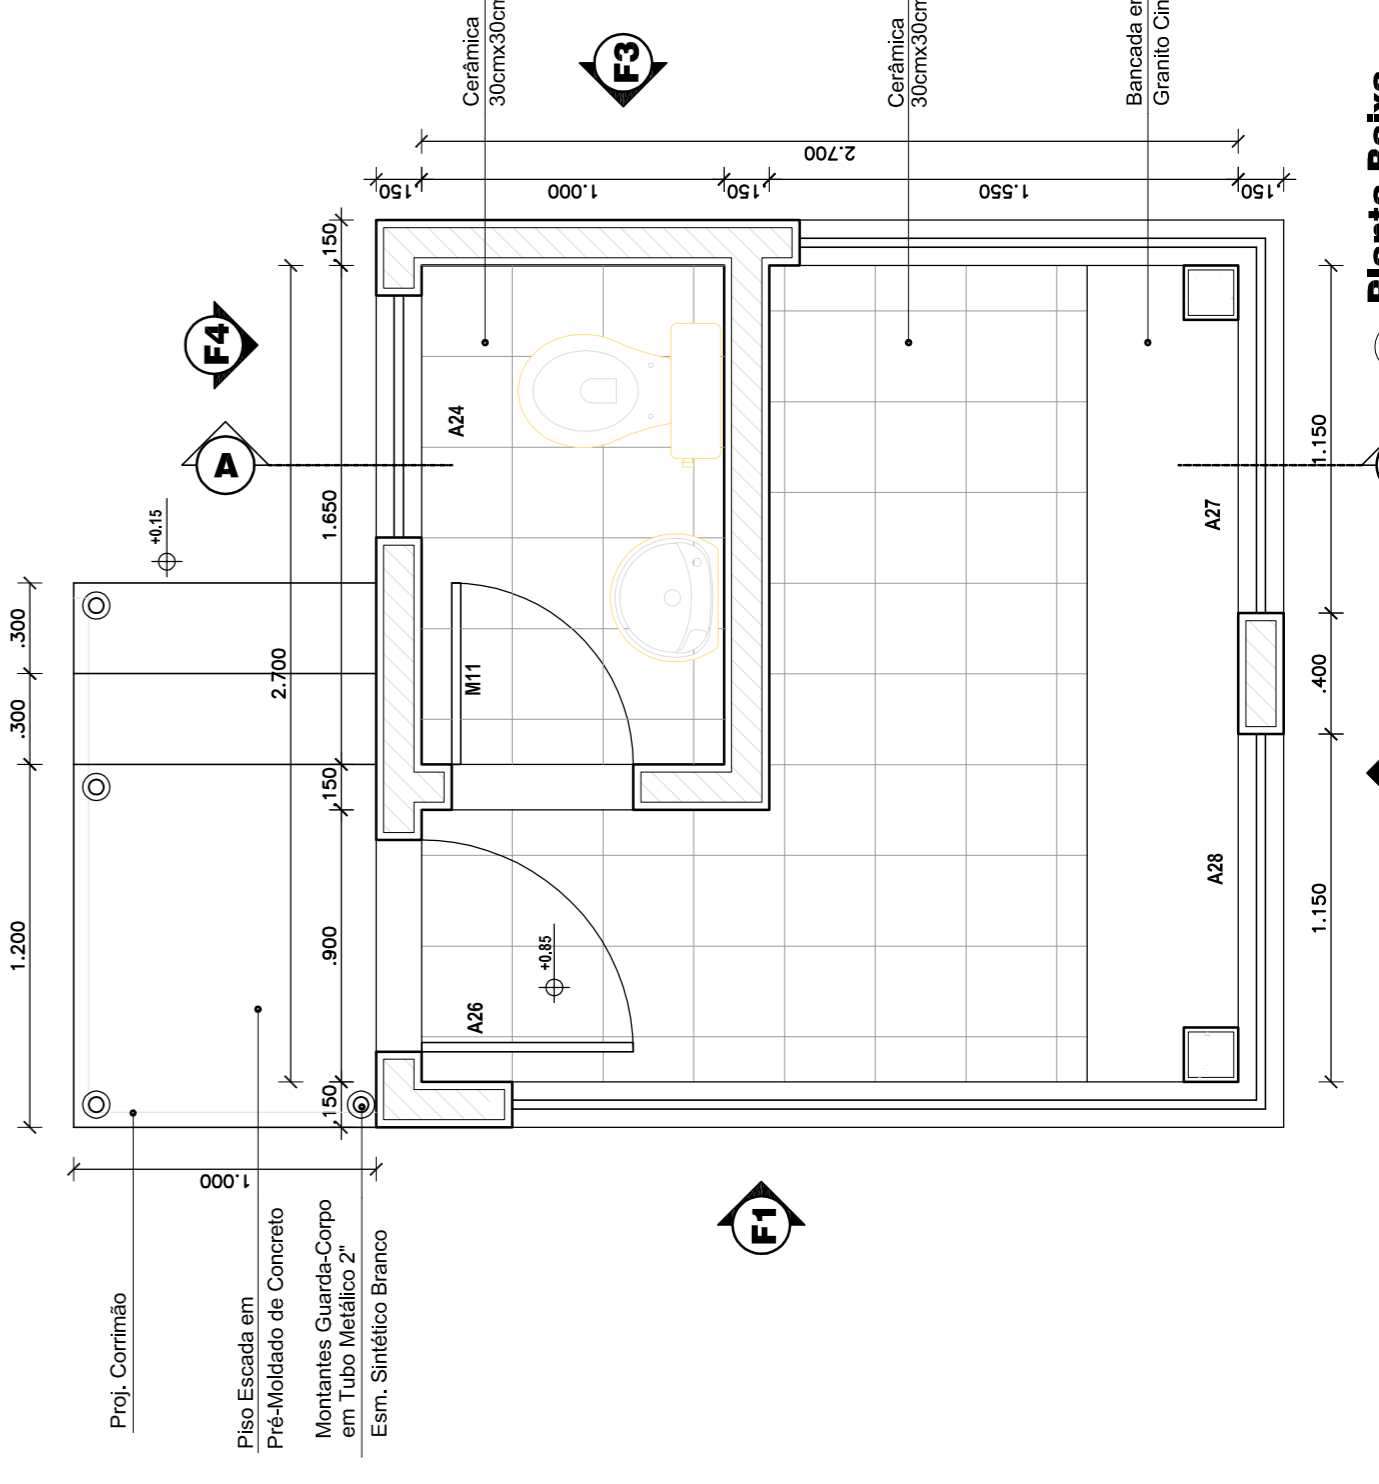 Cerâmica
30cmx30cm
Cerâmica
30cmx30cm
Bancada em
F3
F4
A
+0.15
.300
.300
1.200
2.700
.150
1.650
.150
.900
.150
.150
1.000
.150
1.550
.150
2.700
A24
M11
A26
+0.85
A27
A28
1.150
.400
1.150
1.000
F1
Proj. Corrimão
Piso Escada em
Pré-Moldado de Concreto
Montantes Guarda-Corpo
em Tubo Metálico 2"
Esm. Sintético Branco
Granito
Planta Baixa